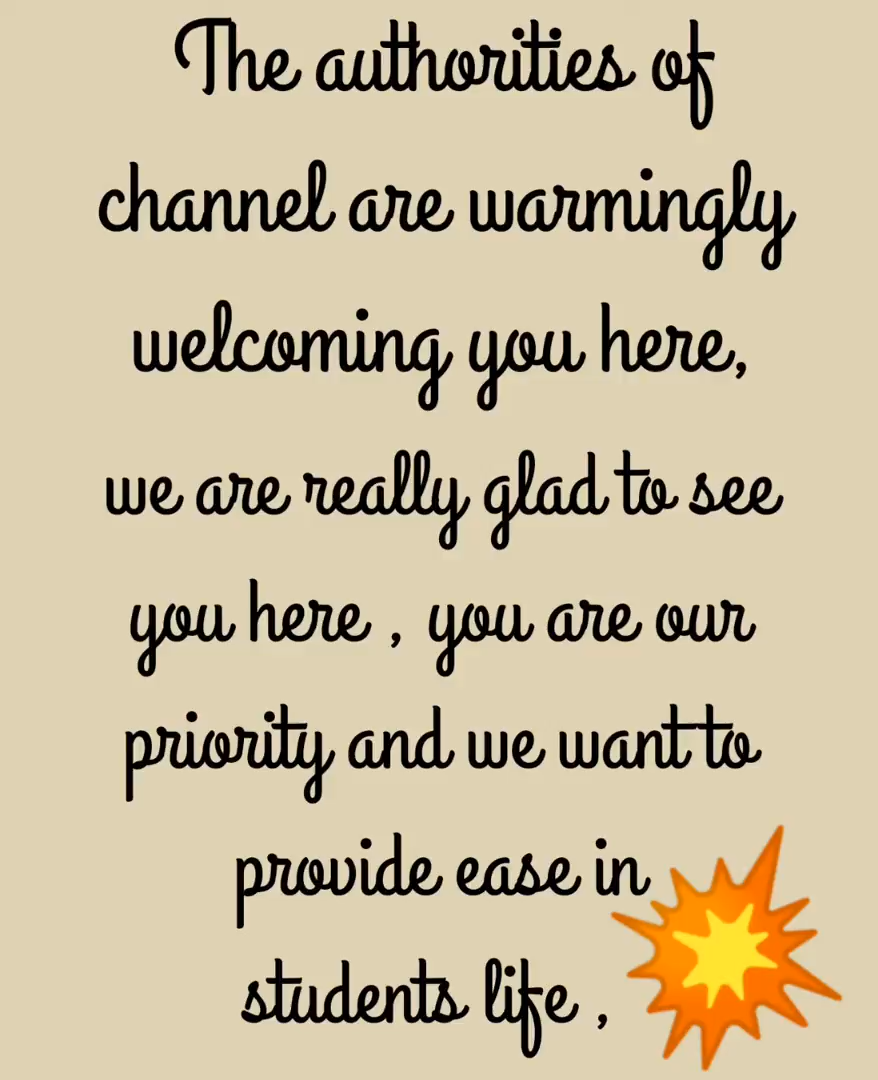 The authorities of
channel are warmingly
welcoming you here,
we are really glad to see
you here , you are our
priority and we want to
provide ease in
students life ,